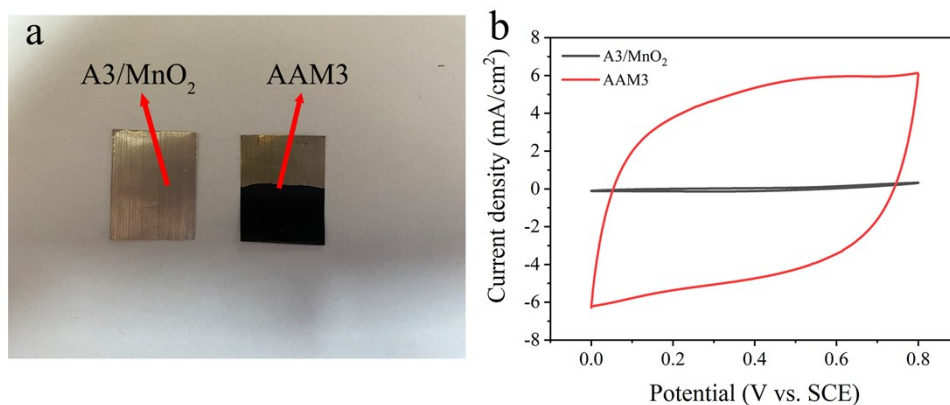 a
A3/MnO₂
AAM3
b
A3/MnO₂
AAM3
8
6
4
2
0
-2
-4
-6
-8
Current density (mA/cm²)
0.0
0.2
0.4
0.6
0.8
Potential (V vs. SCE)